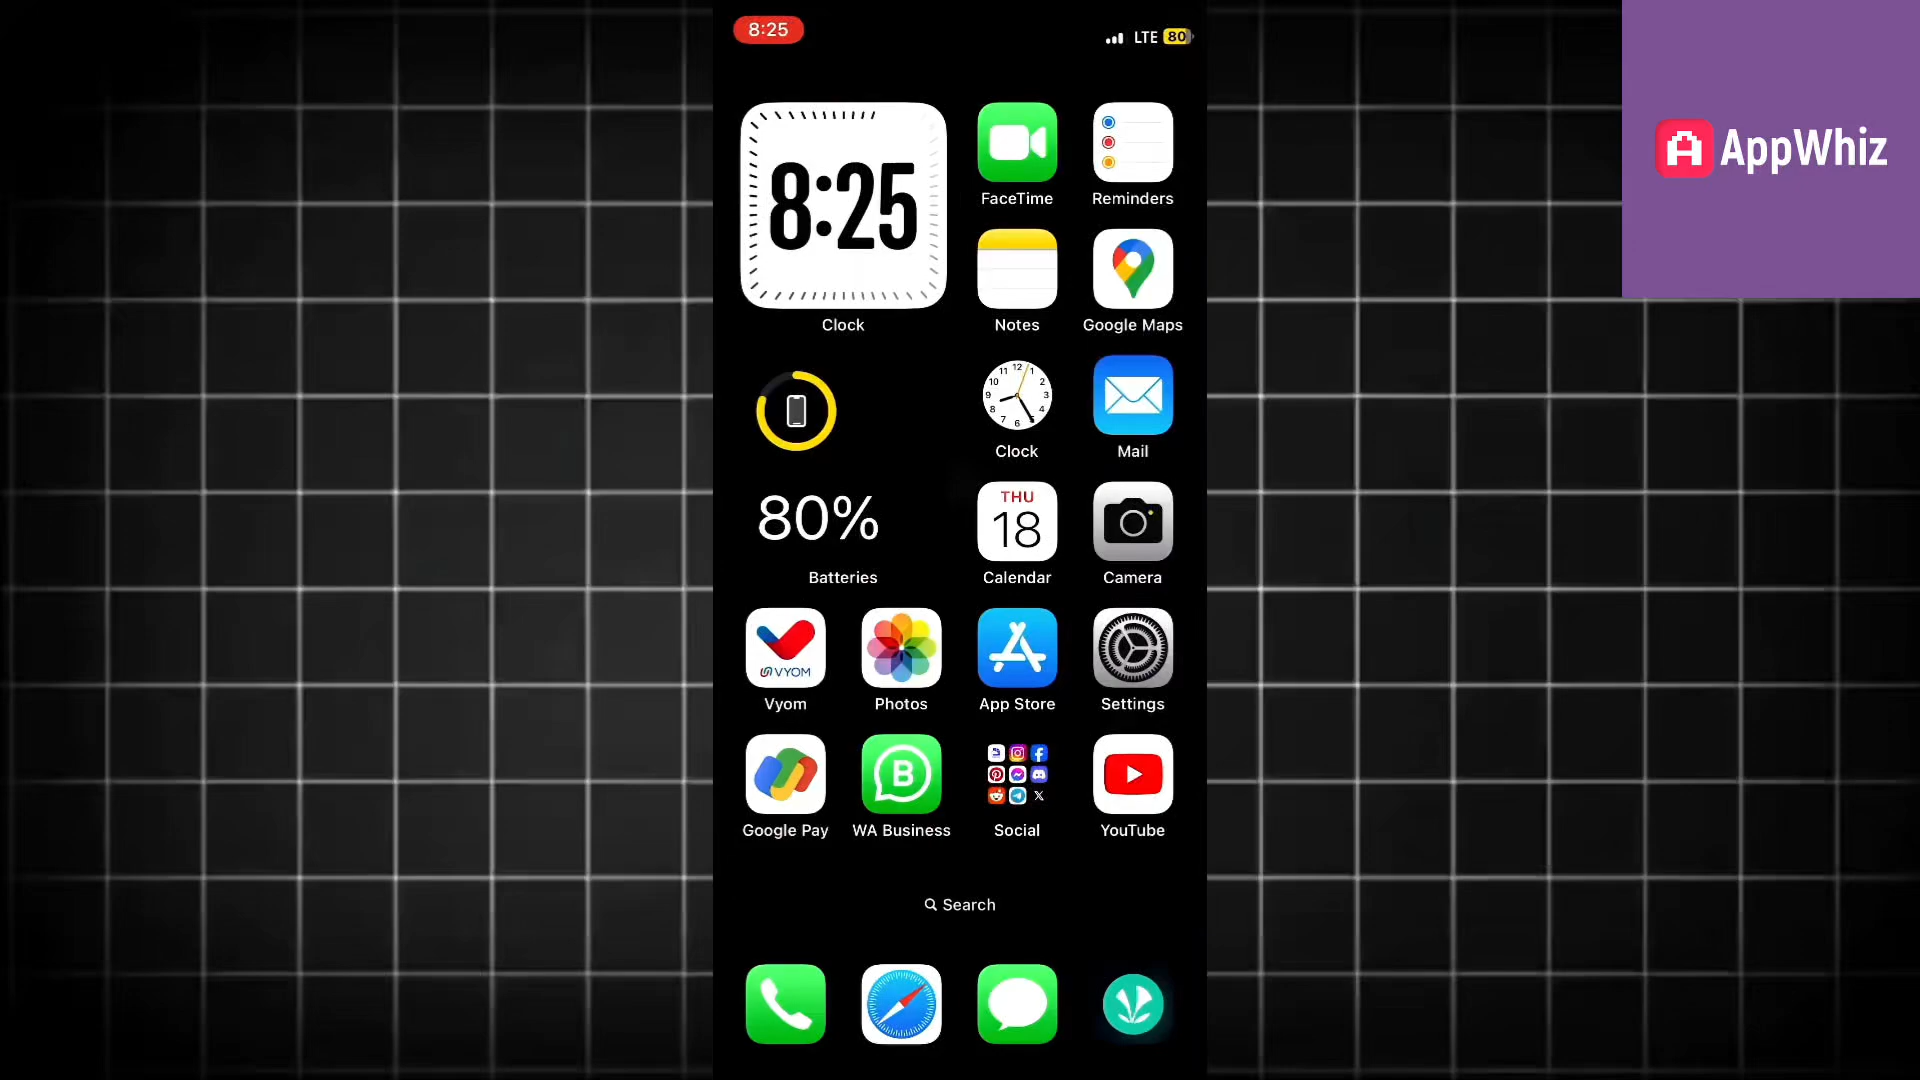 8:25
LTE 80
AppWhiz
8:25
Clock
FaceTime
Reminders
Notes
Google Maps
12
1
2
3
4
5
6
7
8
9
10
11
Clock
Mail
80%
Batteries
THU
18
Calendar
Camera
VYOM
Vyom
Photos
App Store
Settings
B
Google Pay
WA Business
Social
YouTube
Search